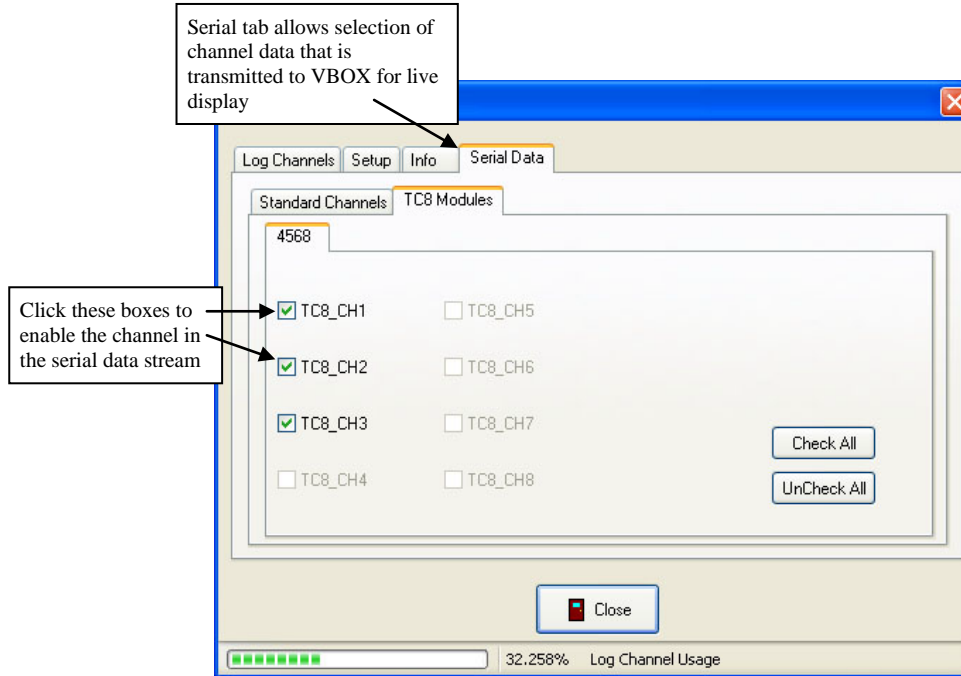 Serial tab allows selection of
channel data that is
transmitted to VBOX for live
display
Log Channels
Setup
Info
Serial Data
Standard Channels
TC8 Modules
4568
Click these boxes to
enable the channel in
the serial data stream
TC8_CH1
TC8_CH5
TC8_CH2
TC8_CH6
TC8_CH3
TC8_CH7
TC8_CH4
TC8_CH8
Check All
UnCheck All
Close
32.258% Log Channel Usage